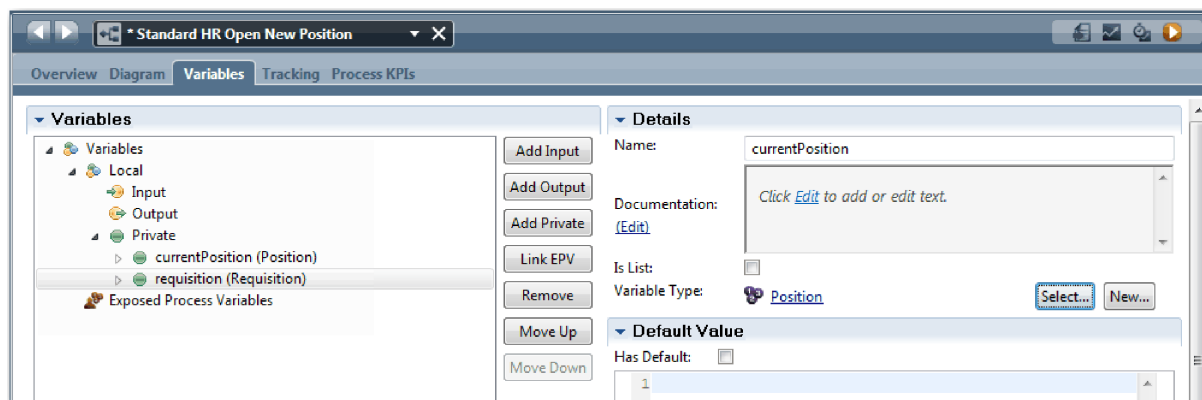 * Standard HR Open New Position
Overview Diagram Variables Tracking Process KPIs
Variables
Variables
Local
Input
Output
Private
currentPosition (Position)
requisition (Requisition)
Exposed Process Variables
Add Input
Add Output
Add Private
Link EPV
Remove
Move Up
Move Down
Details
Name: currentPosition
Documentation:
(Edit)
Click Edit to add or edit text.
Is List:
Variable Type: Position Select... New...
Default Value
Has Default:
1